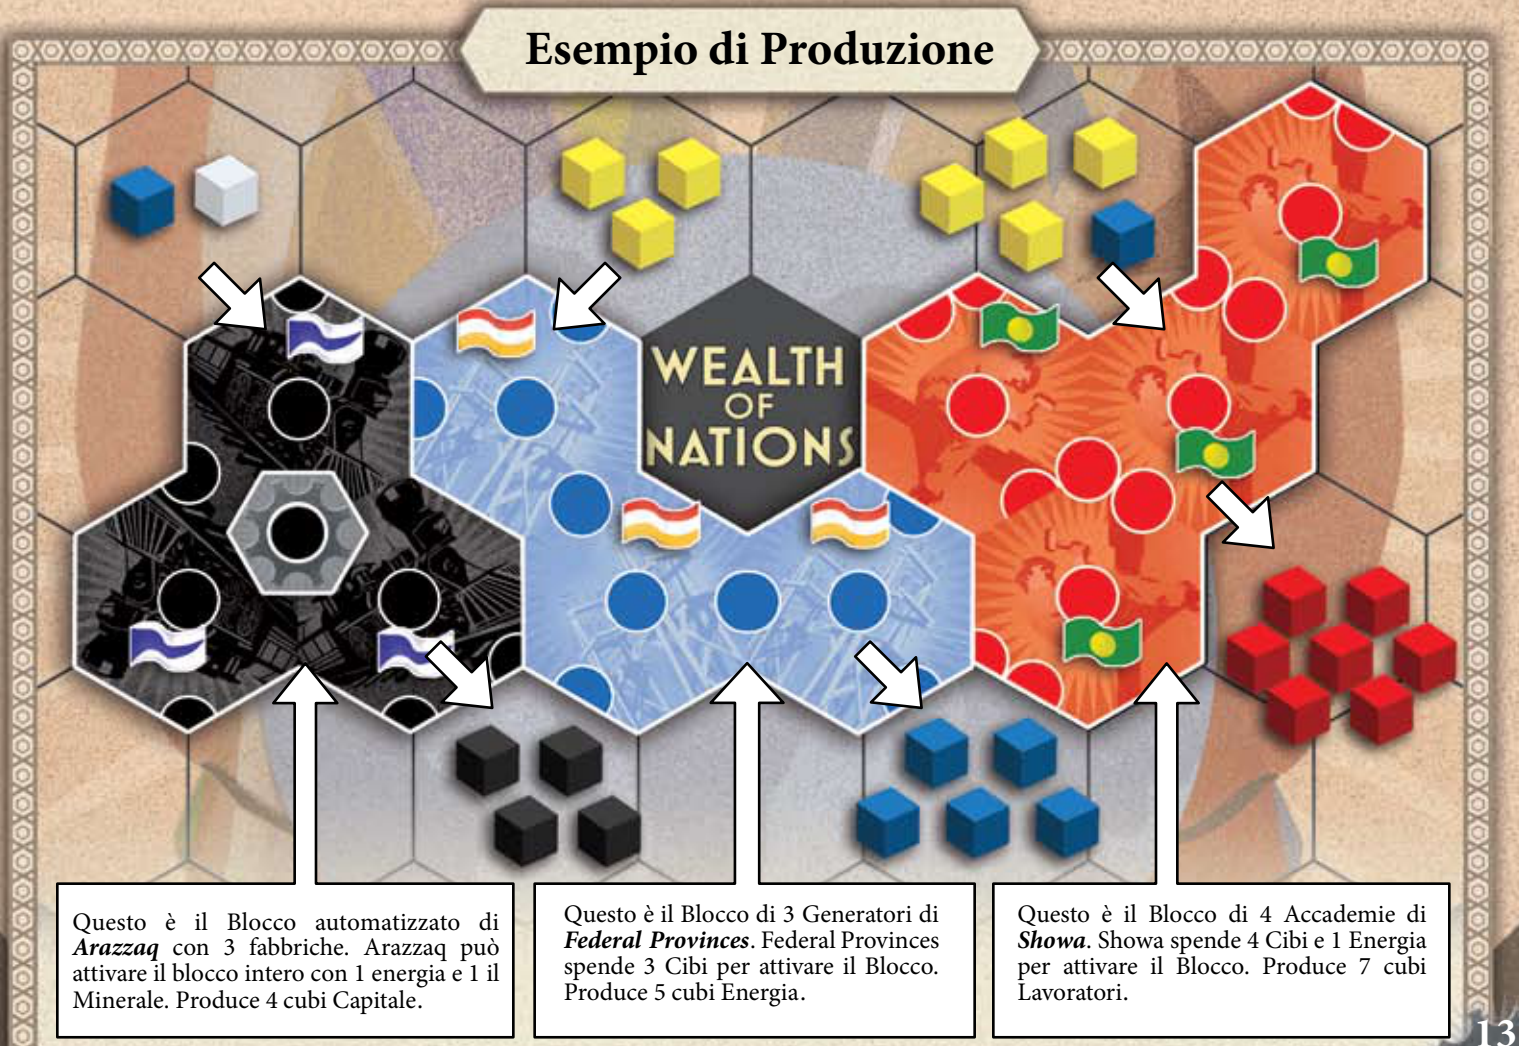 Esempio di Produzione
WEALTH
OF
NATIONS
Questo è il Blocco automatizzato di
Arazzaq con 3 fabbriche. Arazzaq può
attivare il blocco intero con 1 energia e 1 il
Minerale. Produce 4 cubi Capitale.
Questo è il Blocco di 3 Generatori di
Federal Provinces. Federal Provinces
spende 3 Cibi per attivare il Blocco.
Produce 5 cubi Energia.
Questo è il Blocco di 4 Accademie di
Showa. Showa spende 4 Cibi e 1 Energia
per attivare il Blocco. Produce 7 cubi
Lavoratori.
13